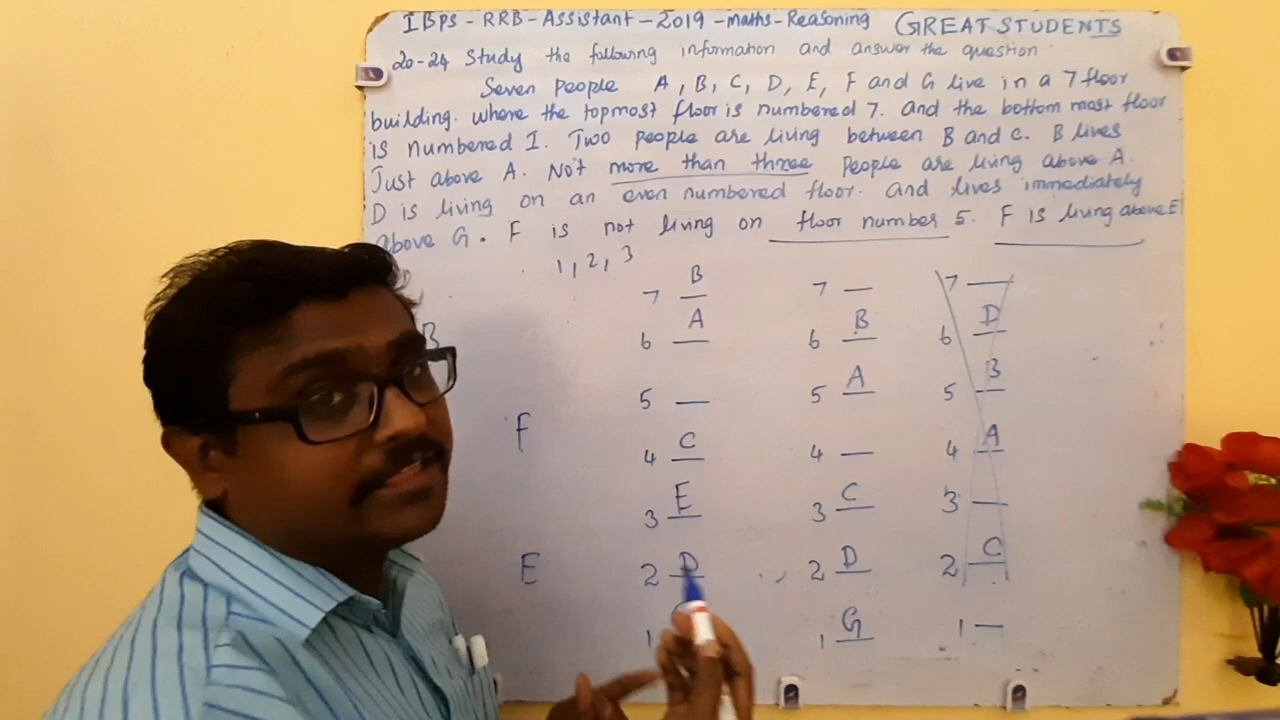 IBps - RRB - Assistant - 2019 - maths - Reasoning GREAT STUDENTS
20-24 Study the following information and answer the question.
Seven People A, B, C, D, E, F and G live in a 7 floor
building. where the topmost floor is numbered 7. and the bottom most floor
is numbered I. Two people are living between B and C. B lives
Just above A. Not more than three People are living above A.
D is living on an even numbered floor. and lives immediately
above G. F is not living on floor number 5. F is living above E
1, 2, 3
7 B 7 7
B 6 A 6 B 6 D
5 5 A 5 B
F 4 C 4 4 A
3 E 3 C 3
E 2 D 2 D 2 C
1 1 G 1